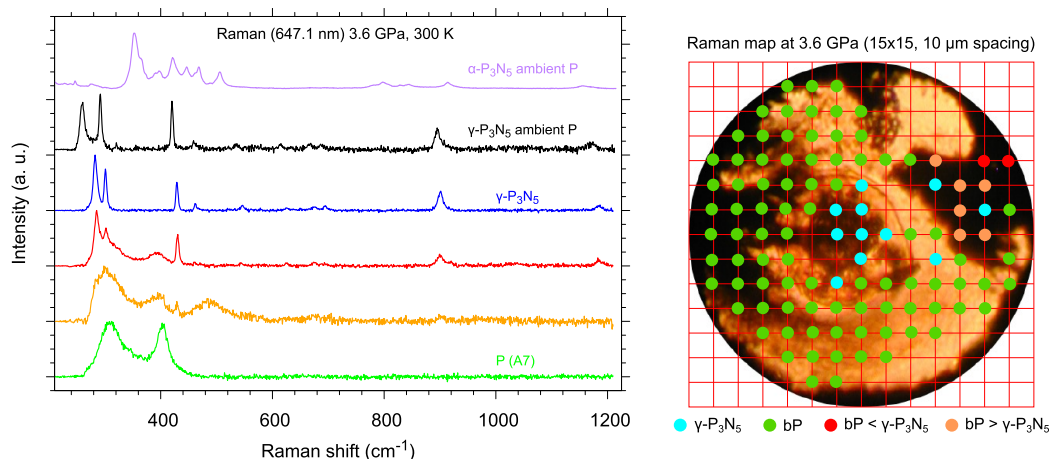 Raman (647.1 nm) 3.6 GPa, 300 K
α-P₃N₅ ambient P
γ-P₃N₅ ambient P
γ-P₃N₅
P (A7)
Intensity (a. u.)
400 600 800 1000 1200
Raman shift (cm⁻¹)
Raman map at 3.6 GPa (15x15, 10 μm spacing)
γ-P₃N₅ bP bP < γ-P₃N₅ bP > γ-P₃N₅